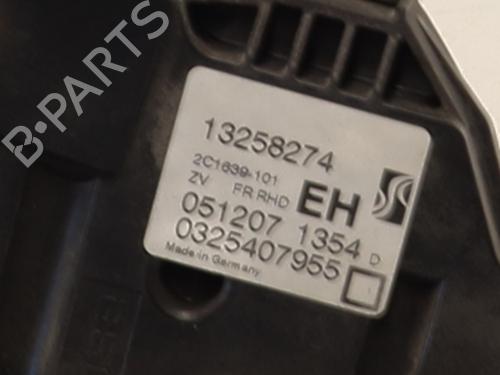 B-PARTS
13258274
2C1639-101
ZV FR RHD EH
051207 1354 D
0325407955
Made in Germany